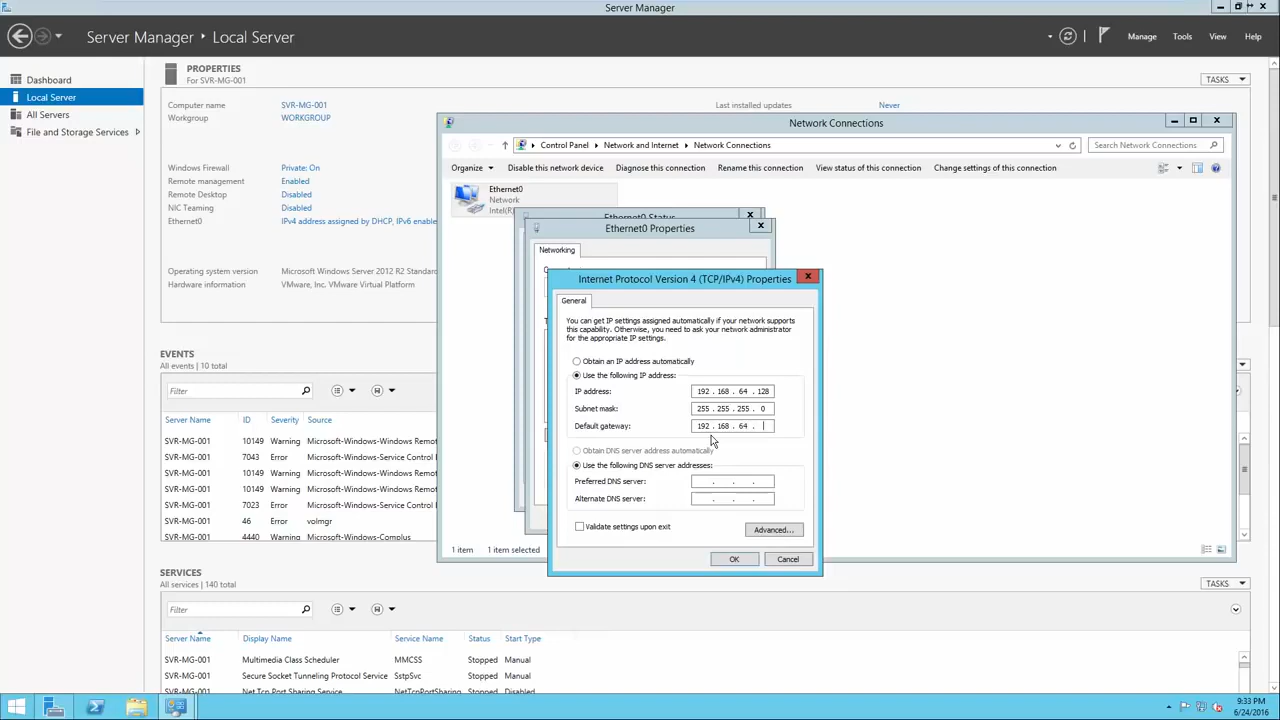 Server Manager
Server Manager • Local Server
Manage Tools View Help
Dashboard
Local Server
All Servers
File and Storage Services
PROPERTIES
For SVR-MG-001
TASKS
Computer name SVR-MG-001 Last installed updates Never
Workgroup WORKGROUP
Windows Firewall Private: On
Remote management Enabled
Remote Desktop Disabled
NIC Teaming Disabled
Ethernet0 IPv4 address assigned by DHCP, IPv6 enable
Operating system version Microsoft Windows Server 2012 R2 Standard
Hardware information VMware, Inc. VMware Virtual Platform
Network Connections
Control Panel Network and Internet Network Connections
Search Network Connections
Organize Disable this network device Diagnose this connection Rename this connection View status of this connection Change settings of this connection
Ethernet0
Network
Intel(R)
Ethernet0 Status
Ethernet0 Properties
Networking
Internet Protocol Version 4 (TCP/IPv4) Properties
General
You can get IP settings assigned automatically if your network supports
this capability. Otherwise, you need to ask your network administrator
for the appropriate IP settings.
Obtain an IP address automatically
Use the following IP address:
IP address: 192 . 168 . 64 . 128
Subnet mask: 255 . 255 . 255 . 0
Default gateway: 192 . 168 . 64 .
Obtain DNS server address automatically
Use the following DNS server addresses:
Preferred DNS server: . . .
Alternate DNS server: . . .
Validate settings upon exit
Advanced...
OK Cancel
1 item 1 item selected
EVENTS
All events | 10 total
Filter
Server Name ID Severity Source
SVR-MG-001 10149 Warning Microsoft-Windows-Windows Remot
SVR-MG-001 7043 Error Microsoft-Windows-Service Control
SVR-MG-001 10149 Warning Microsoft-Windows-Windows Remot
SVR-MG-001 10149 Warning Microsoft-Windows-Windows Remot
SVR-MG-001 7023 Error Microsoft-Windows-Service Control
SVR-MG-001 46 Error volmgr
SVR-MG-001 4440 Warning Microsoft-Windows-Complus
SERVICES
All services | 140 total
TASKS
Filter
Server Name Display Name Service Name Status Start Type
SVR-MG-001 Multimedia Class Scheduler MMCSS Stopped Manual
SVR-MG-001 Secure Socket Tunneling Protocol Service SstpSvc Stopped Manual
SVR-MG-001 Net.Tcp Port Sharing Service NetTcpPortSharing Stopped Disabled
9:33 PM
6/24/2016